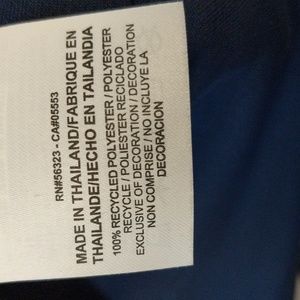 RN#56323 - CA#05553
MADE IN THAILAND/FABRIQUE EN
THAILANDE/HECHO EN TAILANDIA
100% RECYCLED POLYESTER / POLYESTER
RECYCLE / POLIESTER RECICLADO
EXCLUSIVE OF DECORATION / DECORATION
NON COMPRISE / NO INCLUYE LA
DECORACION